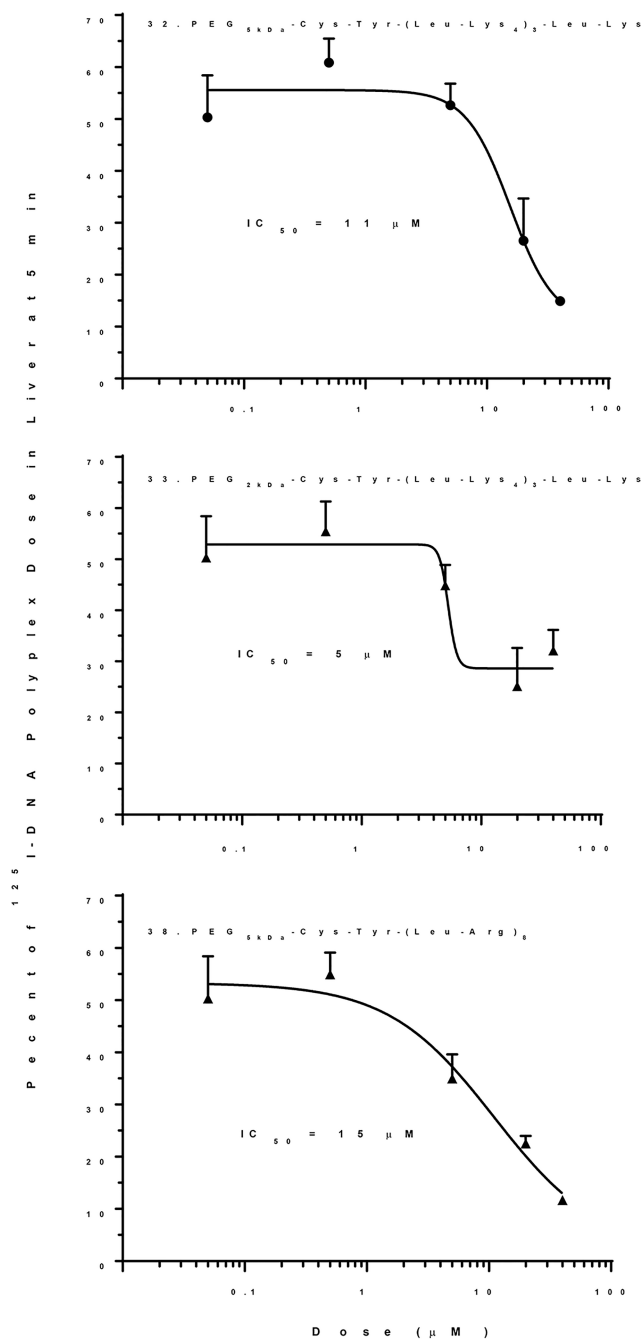 Pecent of 125I-DNA Polyplex Dose in Liver at 5 min
32. PEG5kDa-Cys-Tyr-(Leu-Lys4)3-Leu-Lys
70
60
50
40
30
20
10
0
IC50 = 11 μM
0.1 1 10 100
33. PEG2kDa-Cys-Tyr-(Leu-Lys4)3-Leu-Lys
70
60
50
40
30
20
10
0
IC50 = 5 μM
0.1 1 10 100
38. PEG5kDa-Cys-Tyr-(Leu-Arg)8
70
60
50
40
30
20
10
0
IC50 = 15 μM
0.1 1 10 100
Dose (μM)